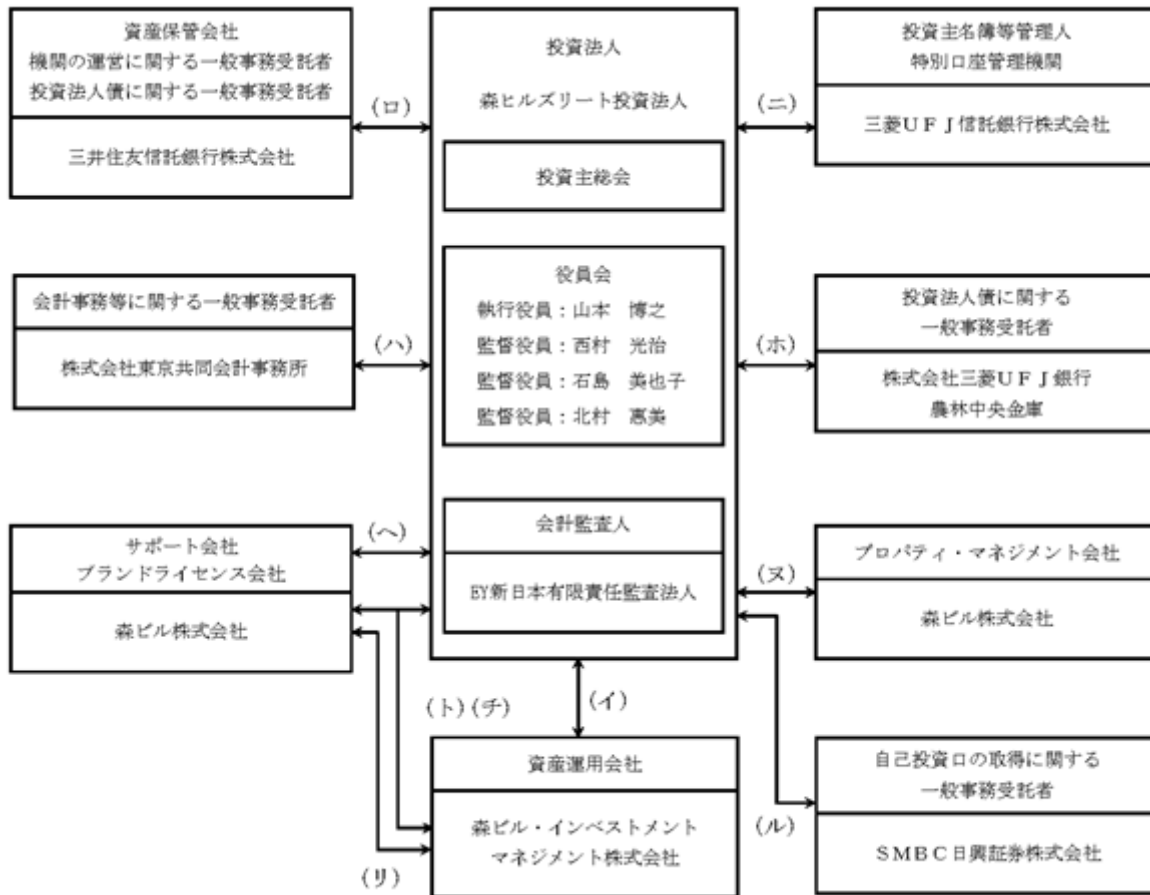 資産保管会社
機関の運営に関する一般事務受託者
投資法人債に関する一般事務受託者
三井住友信託銀行株式会社
(ロ)
投資法人
森ヒルズリート投資法人
投資主総会
役員会
執行役員：山本　博之
監督役員：西村　光治
監督役員：石島　美也子
監督役員：北村　惠美
会計監査人
EY新日本有限責任監査法人
(ニ)
投資主名簿等管理人
特別口座管理機関
三菱ＵＦＪ信託銀行株式会社
会計事務等に関する一般事務受託者
株式会社東京共同会計事務所
(ハ)
(ホ)
投資法人債に関する
一般事務受託者
株式会社三菱ＵＦＪ銀行
農林中央金庫
サポート会社
ブランドライセンス会社
森ビル株式会社
(ヘ)
(ヌ)
プロパティ・マネジメント会社
森ビル株式会社
(ト)(チ)
(イ)
資産運用会社
森ビル・インベストメント
マネジメント株式会社
(リ)
(ル)
自己投資口の取得に関する
一般事務受託者
ＳＭＢＣ日興証券株式会社